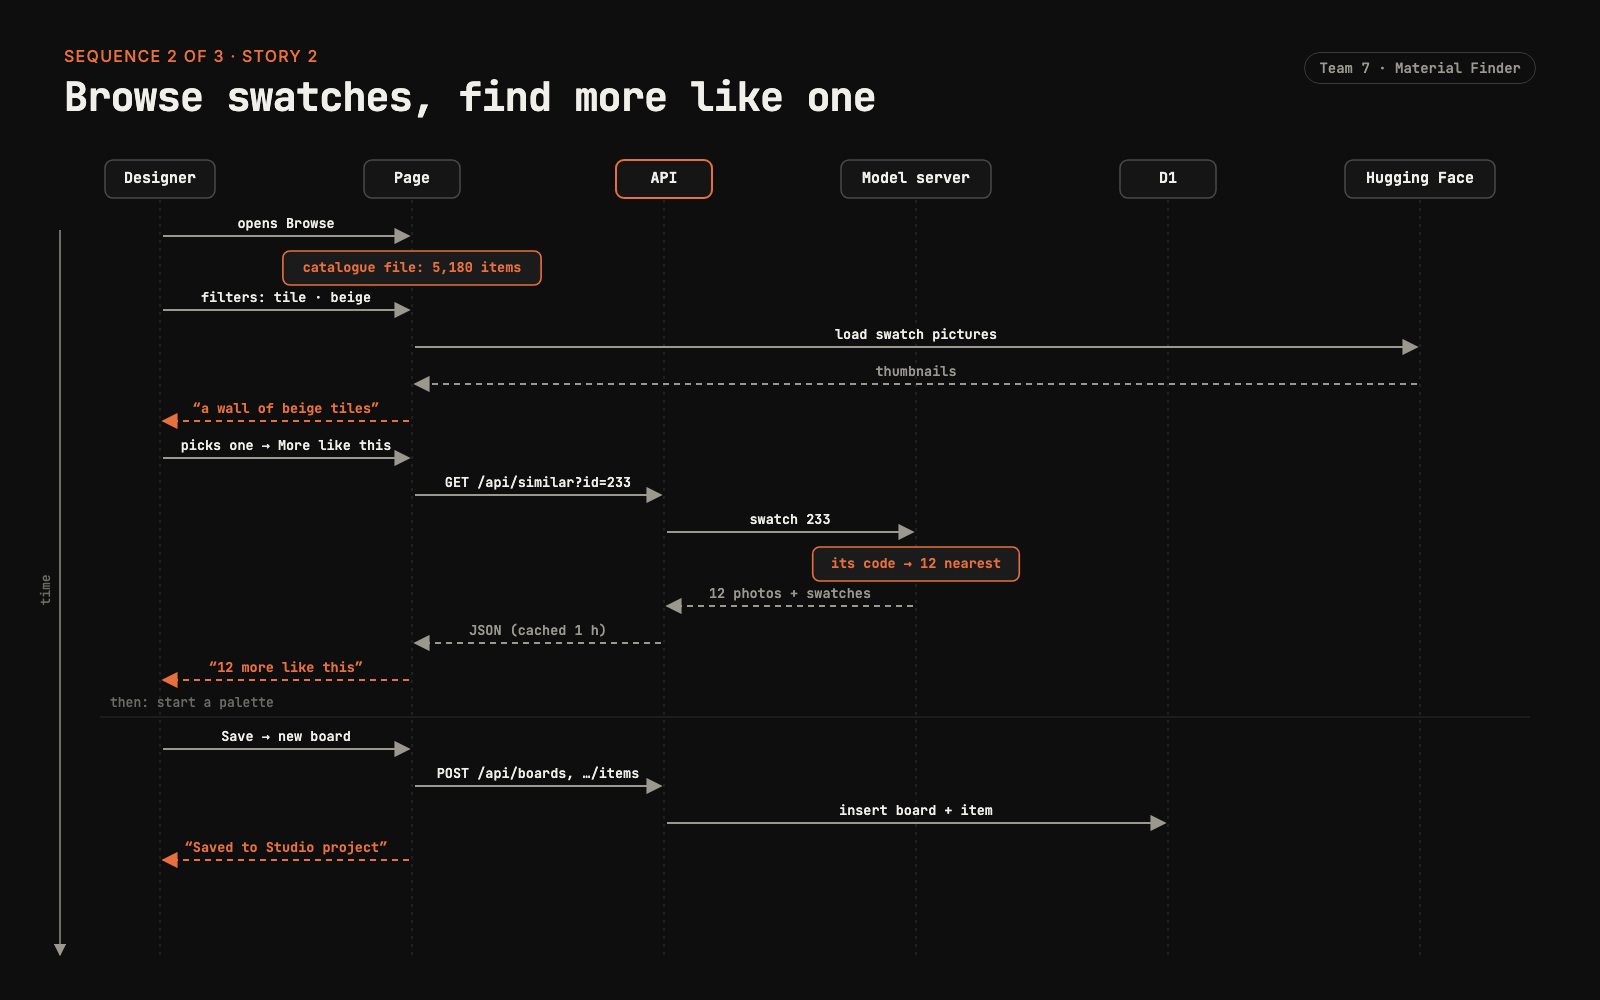 SEQUENCE 2 OF 3 · STORY 2
Browse swatches, find more like one
Team 7 · Material Finder
Designer
Page
API
Model server
D1
Hugging Face
opens Browse
catalogue file: 5,180 items
filters: tile · beige
load swatch pictures
thumbnails
“a wall of beige tiles”
picks one → More like this
GET /api/similar?id=233
swatch 233
its code → 12 nearest
12 photos + swatches
JSON (cached 1 h)
“12 more like this”
then: start a palette
Save → new board
POST /api/boards, …/items
insert board + item
“Saved to Studio project”
time